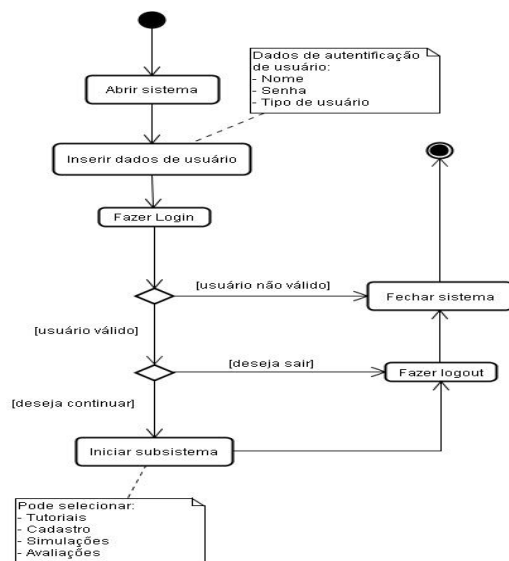 Dados de autentificação
de usuário:
- Nome
- Senha
- Tipo de usuário
Abrir sistema
Inserir dados de usuário
Fazer Login
[usuário não válido]
Fechar sistema
[usuário válido]
[deseja sair]
Fazer logout
[deseja continuar]
Iniciar subsistema
Pode selecionar:
- Tutoriais
- Cadastro
- Simulações
- Avaliações